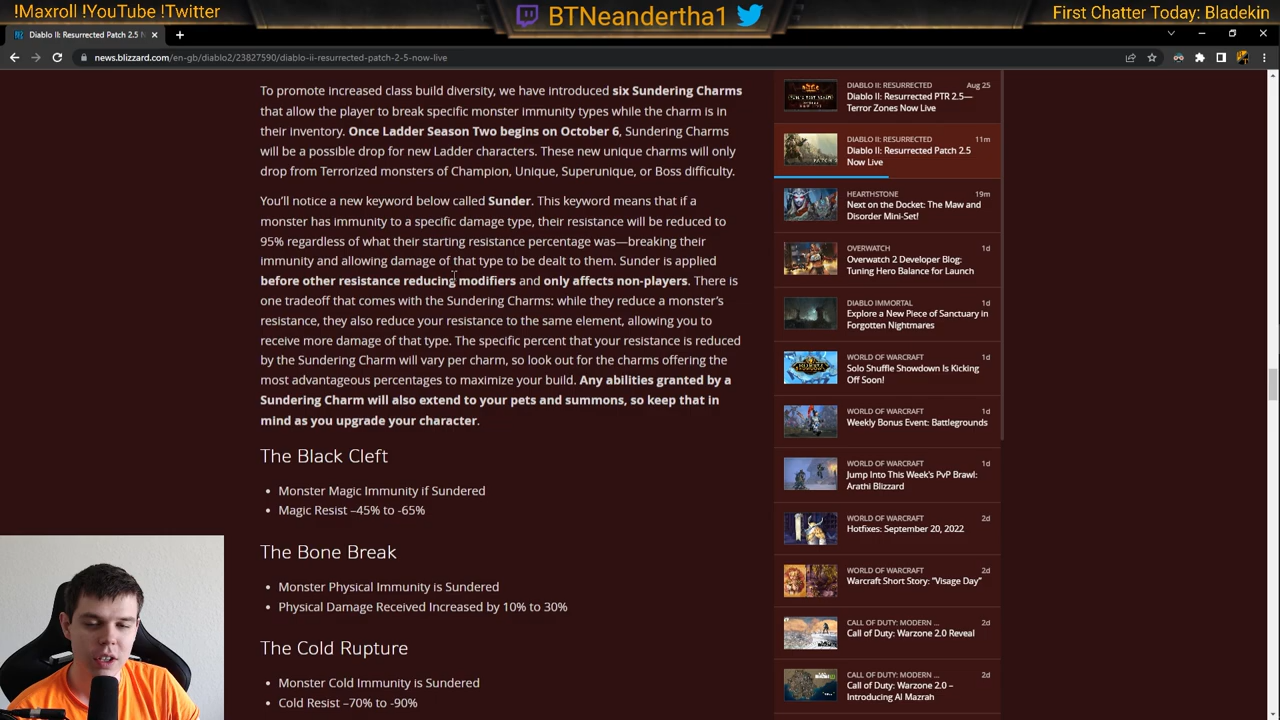 !Maxroll !YouTube !Twitter
BTNeandertha1
First Chatter Today: Bladekin
Diablo II: Resurrected Patch 2.5 N
news.blizzard.com/en-gb/diablo2/23827590/diablo-ii-resurrected-patch-2-5-now-live
To promote increased class build diversity, we have introduced six Sundering Charms
that allow the player to break specific monster immunity types while the charm is in
their inventory. Once Ladder Season Two begins on October 6, Sundering Charms
will be a possible drop for new Ladder characters. These new unique charms will only
drop from Terrorized monsters of Champion, Unique, Superunique, or Boss difficulty.
You'll notice a new keyword below called Sunder. This keyword means that if a
monster has immunity to a specific damage type, their resistance will be reduced to
95% regardless of what their starting resistance percentage was—breaking their
immunity and allowing damage of that type to be dealt to them. Sunder is applied
before other resistance reducing modifiers and only affects non-players. There is
one tradeoff that comes with the Sundering Charms: while they reduce a monster's
resistance, they also reduce your resistance to the same element, allowing you to
receive more damage of that type. The specific percent that your resistance is reduced
by the Sundering Charm will vary per charm, so look out for the charms offering the
most advantageous percentages to maximize your build. Any abilities granted by a
Sundering Charm will also extend to your pets and summons, so keep that in
mind as you upgrade your character.
The Black Cleft
• Monster Magic Immunity if Sundered
• Magic Resist –45% to -65%
The Bone Break
• Monster Physical Immunity is Sundered
• Physical Damage Received Increased by 10% to 30%
The Cold Rupture
• Monster Cold Immunity is Sundered
• Cold Resist –70% to -90%
DIABLO II: RESURRECTED Aug 25
Diablo II: Resurrected PTR 2.5—
Terror Zones Now Live
DIABLO II: RESURRECTED 11m
Diablo II: Resurrected Patch 2.5
Now Live
HEARTHSTONE 19m
Next on the Docket: The Maw and
Disorder Mini-Set!
OVERWATCH 1d
Overwatch 2 Developer Blog:
Tuning Hero Balance for Launch
DIABLO IMMORTAL 1d
Explore a New Piece of Sanctuary in
Forgotten Nightmares
WORLD OF WARCRAFT 1d
Solo Shuffle Showdown Is Kicking
Off Soon!
WORLD OF WARCRAFT 1d
Weekly Bonus Event: Battlegrounds
WORLD OF WARCRAFT 1d
Jump Into This Week's PvP Brawl:
Arathi Blizzard
WORLD OF WARCRAFT 2d
Hotfixes: September 20, 2022
WORLD OF WARCRAFT 2d
Warcraft Short Story: “Visage Day”
CALL OF DUTY: MODERN ... 2d
Call of Duty: Warzone 2.0 Reveal
CALL OF DUTY: MODERN ... 2d
Call of Duty: Warzone 2.0 –
Introducing Al Mazrah